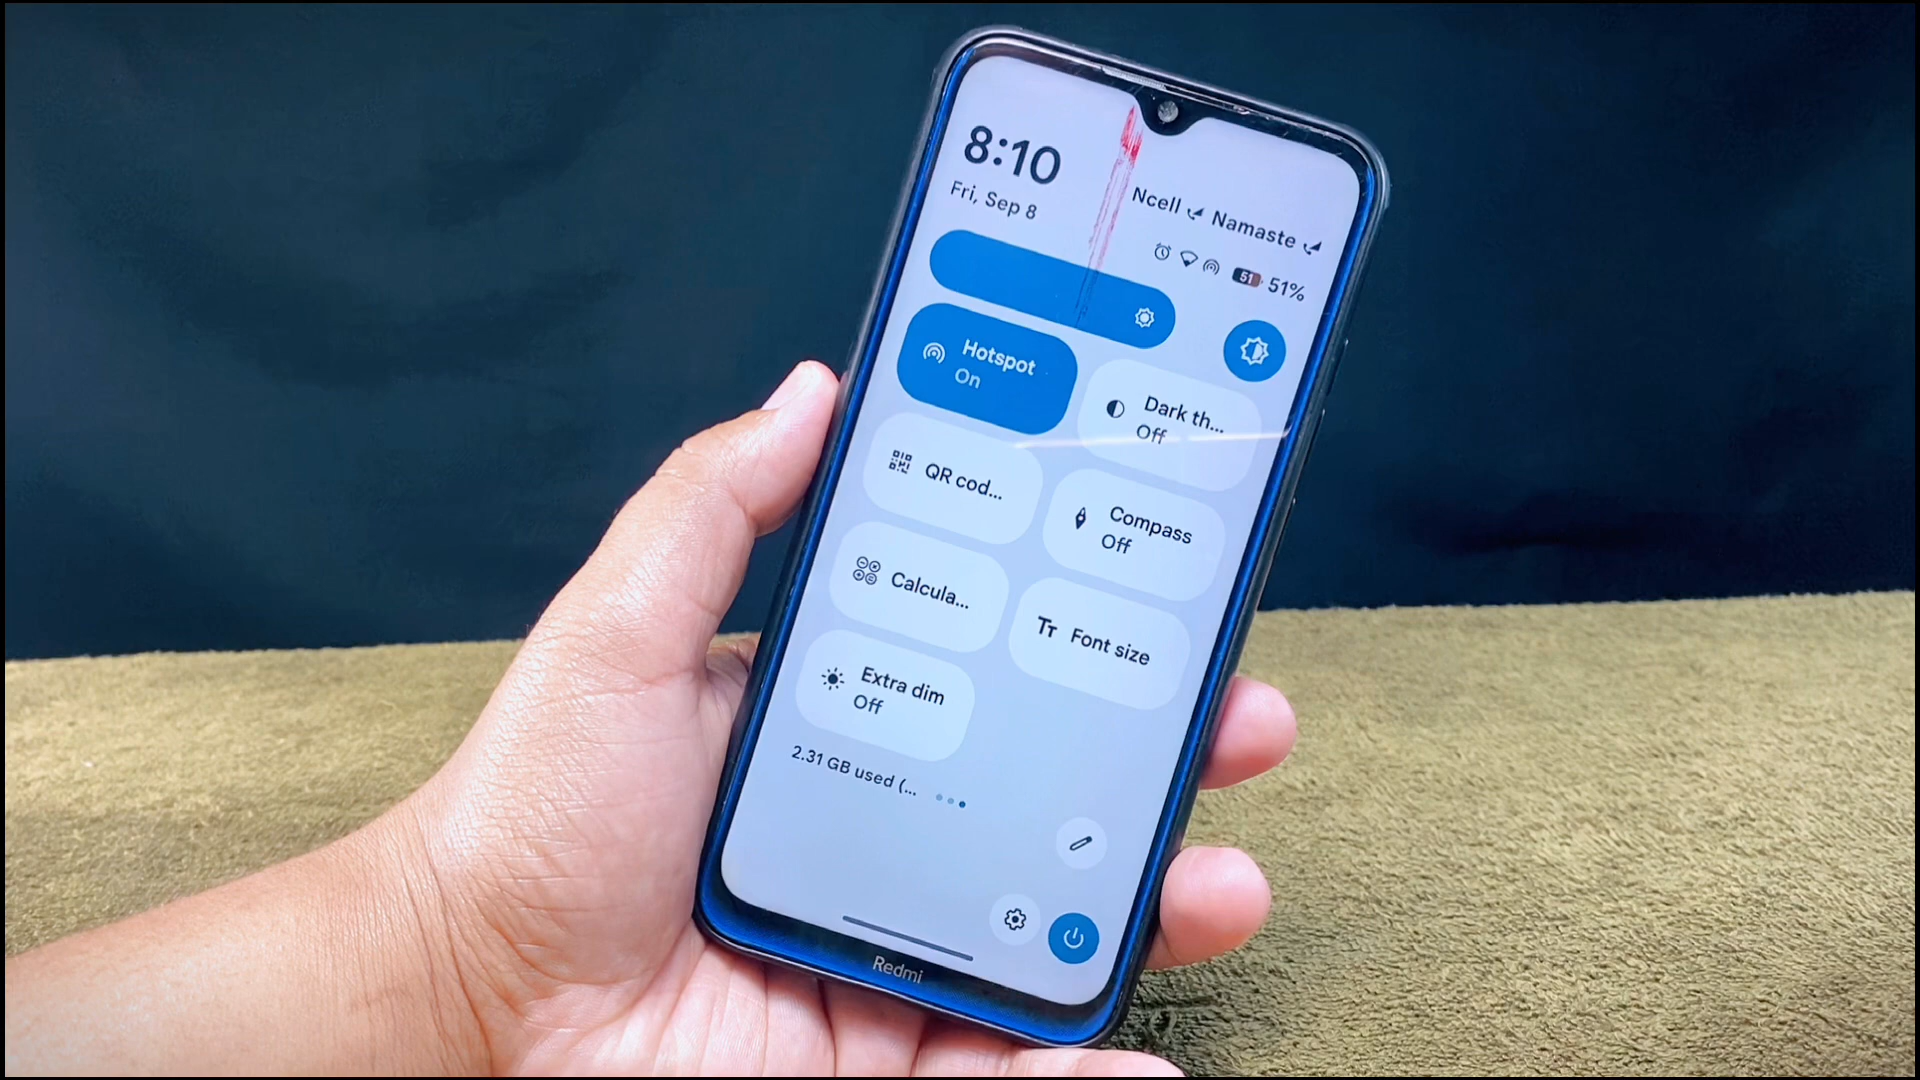 8:10
Fri, Sep 8
Ncell Namaste
51 51%
Hotspot
On
Dark th...
Off
QR cod...
Compass
Off
Calcula...
Font size
Extra dim
Off
2.31 GB used (...
Redmi